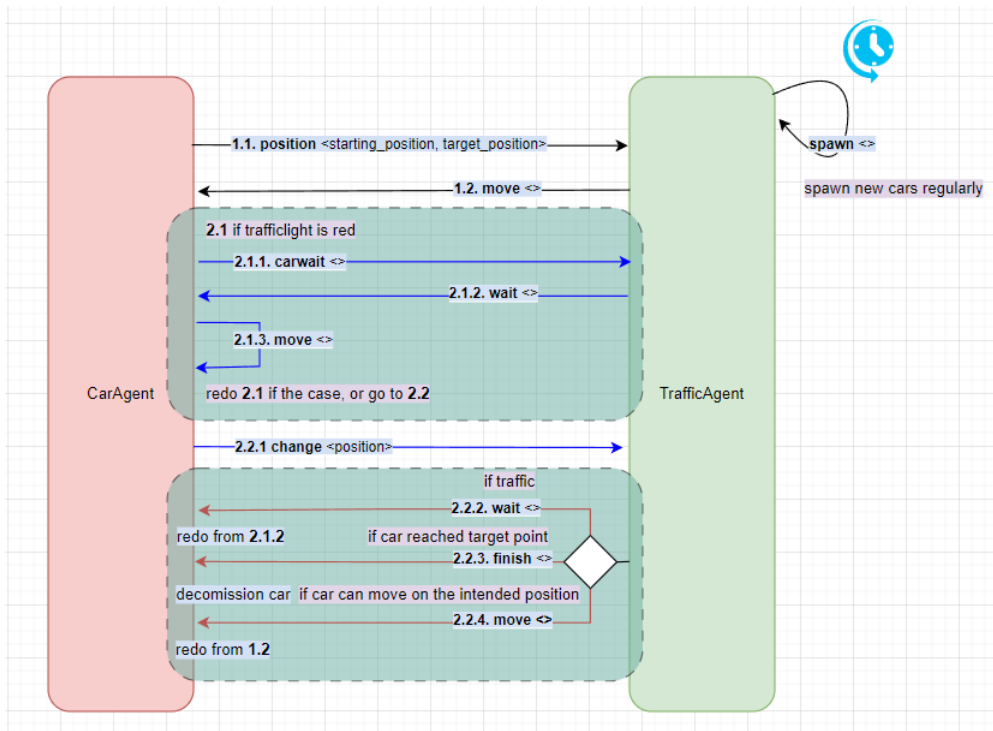 1.1. position <starting_position, target_position>
spawn <>
1.2. move <>
spawn new cars regularly
2.1 if trafficlight is red
2.1.1. carwait <>
2.1.2. wait <>
2.1.3. move <>
CarAgent
redo 2.1 if the case, or go to 2.2
TrafficAgent
2.2.1 change <position>
if traffic
2.2.2. wait <>
redo from 2.1.2
if car reached target point
2.2.3. finish <>
decomission car
if car can move on the intended position
2.2.4. move <>
redo from 1.2